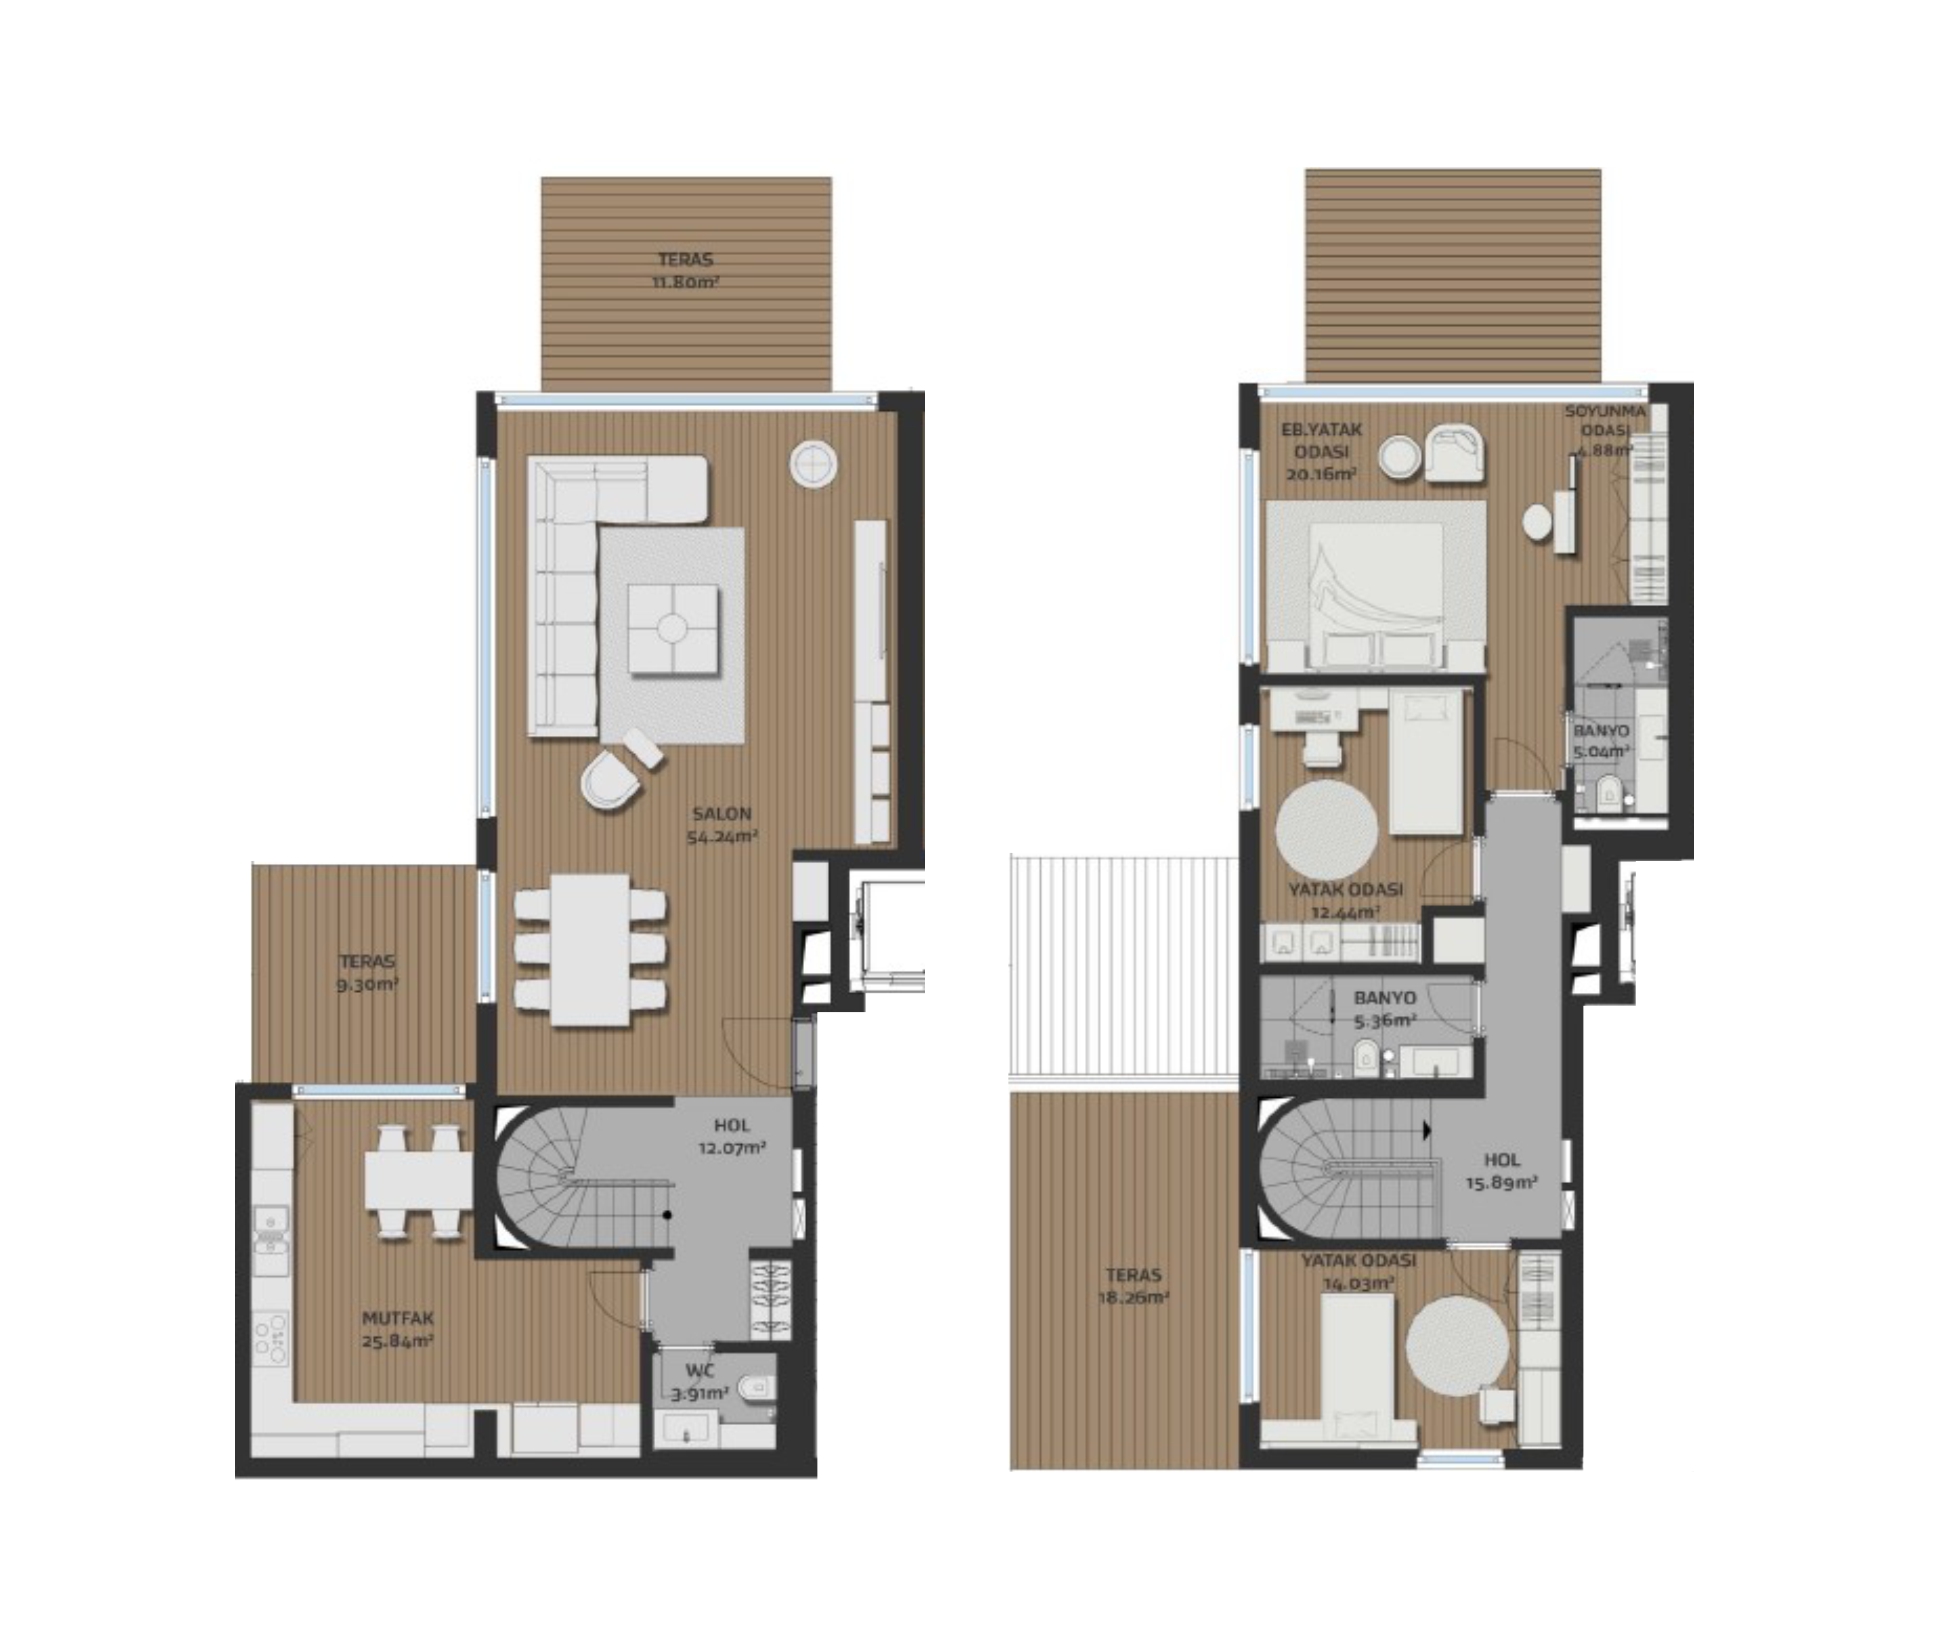 TERAS
11.80m²
SALON
54.24m²
TERAS
9.30m²
HOL
12.07m²
MUTFAK
25.84m²
WC
3.91m²
EB.YATAK
ODASI
20.16m²
SOYUNMA
ODASI
4.88m²
BANYO
5.04m²
YATAK ODASI
12.44m²
BANYO
5.36m²
HOL
15.89m²
TERAS
18.26m²
YATAK ODASI
14.03m²